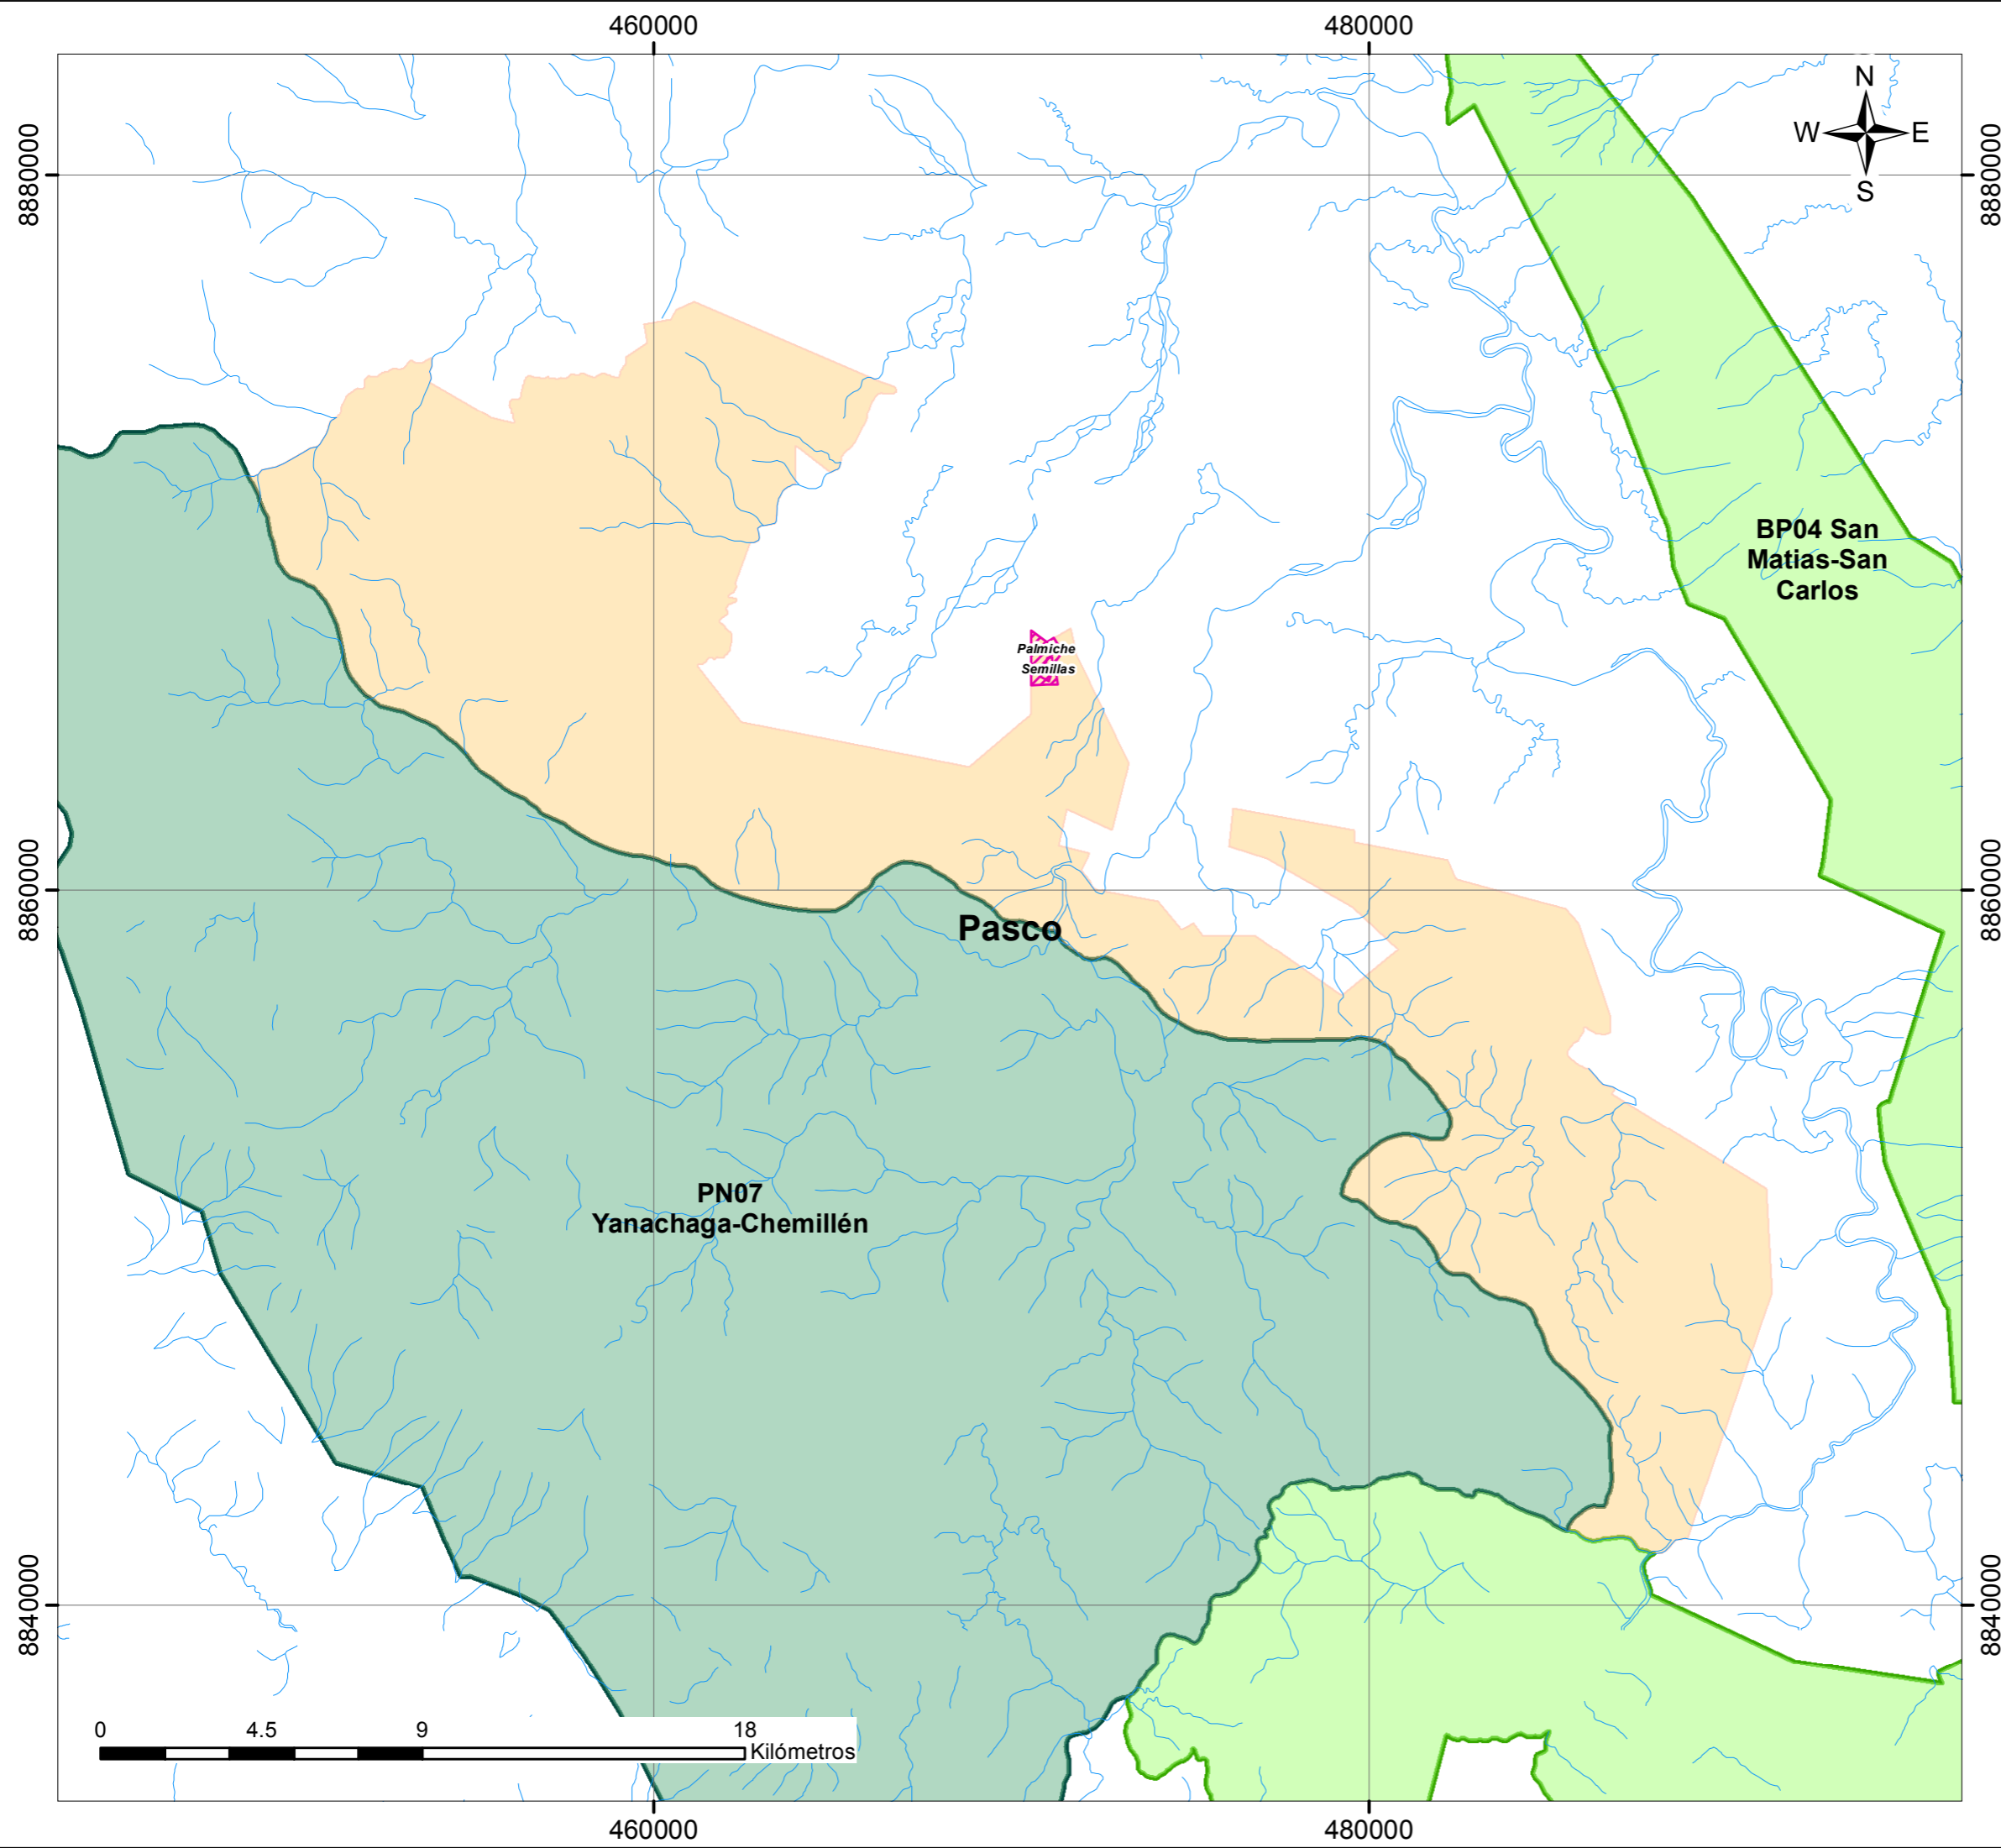 460000
480000
N
W
E
S
8880000
8880000
BP04 San
Matias-San
Carlos
Palmiche
Semillas
8860000
8860000
Pasco
PN07
Yanachaga-Chemillén
8840000
8840000
0
4.5
9
18
Kilómetros
460000
480000